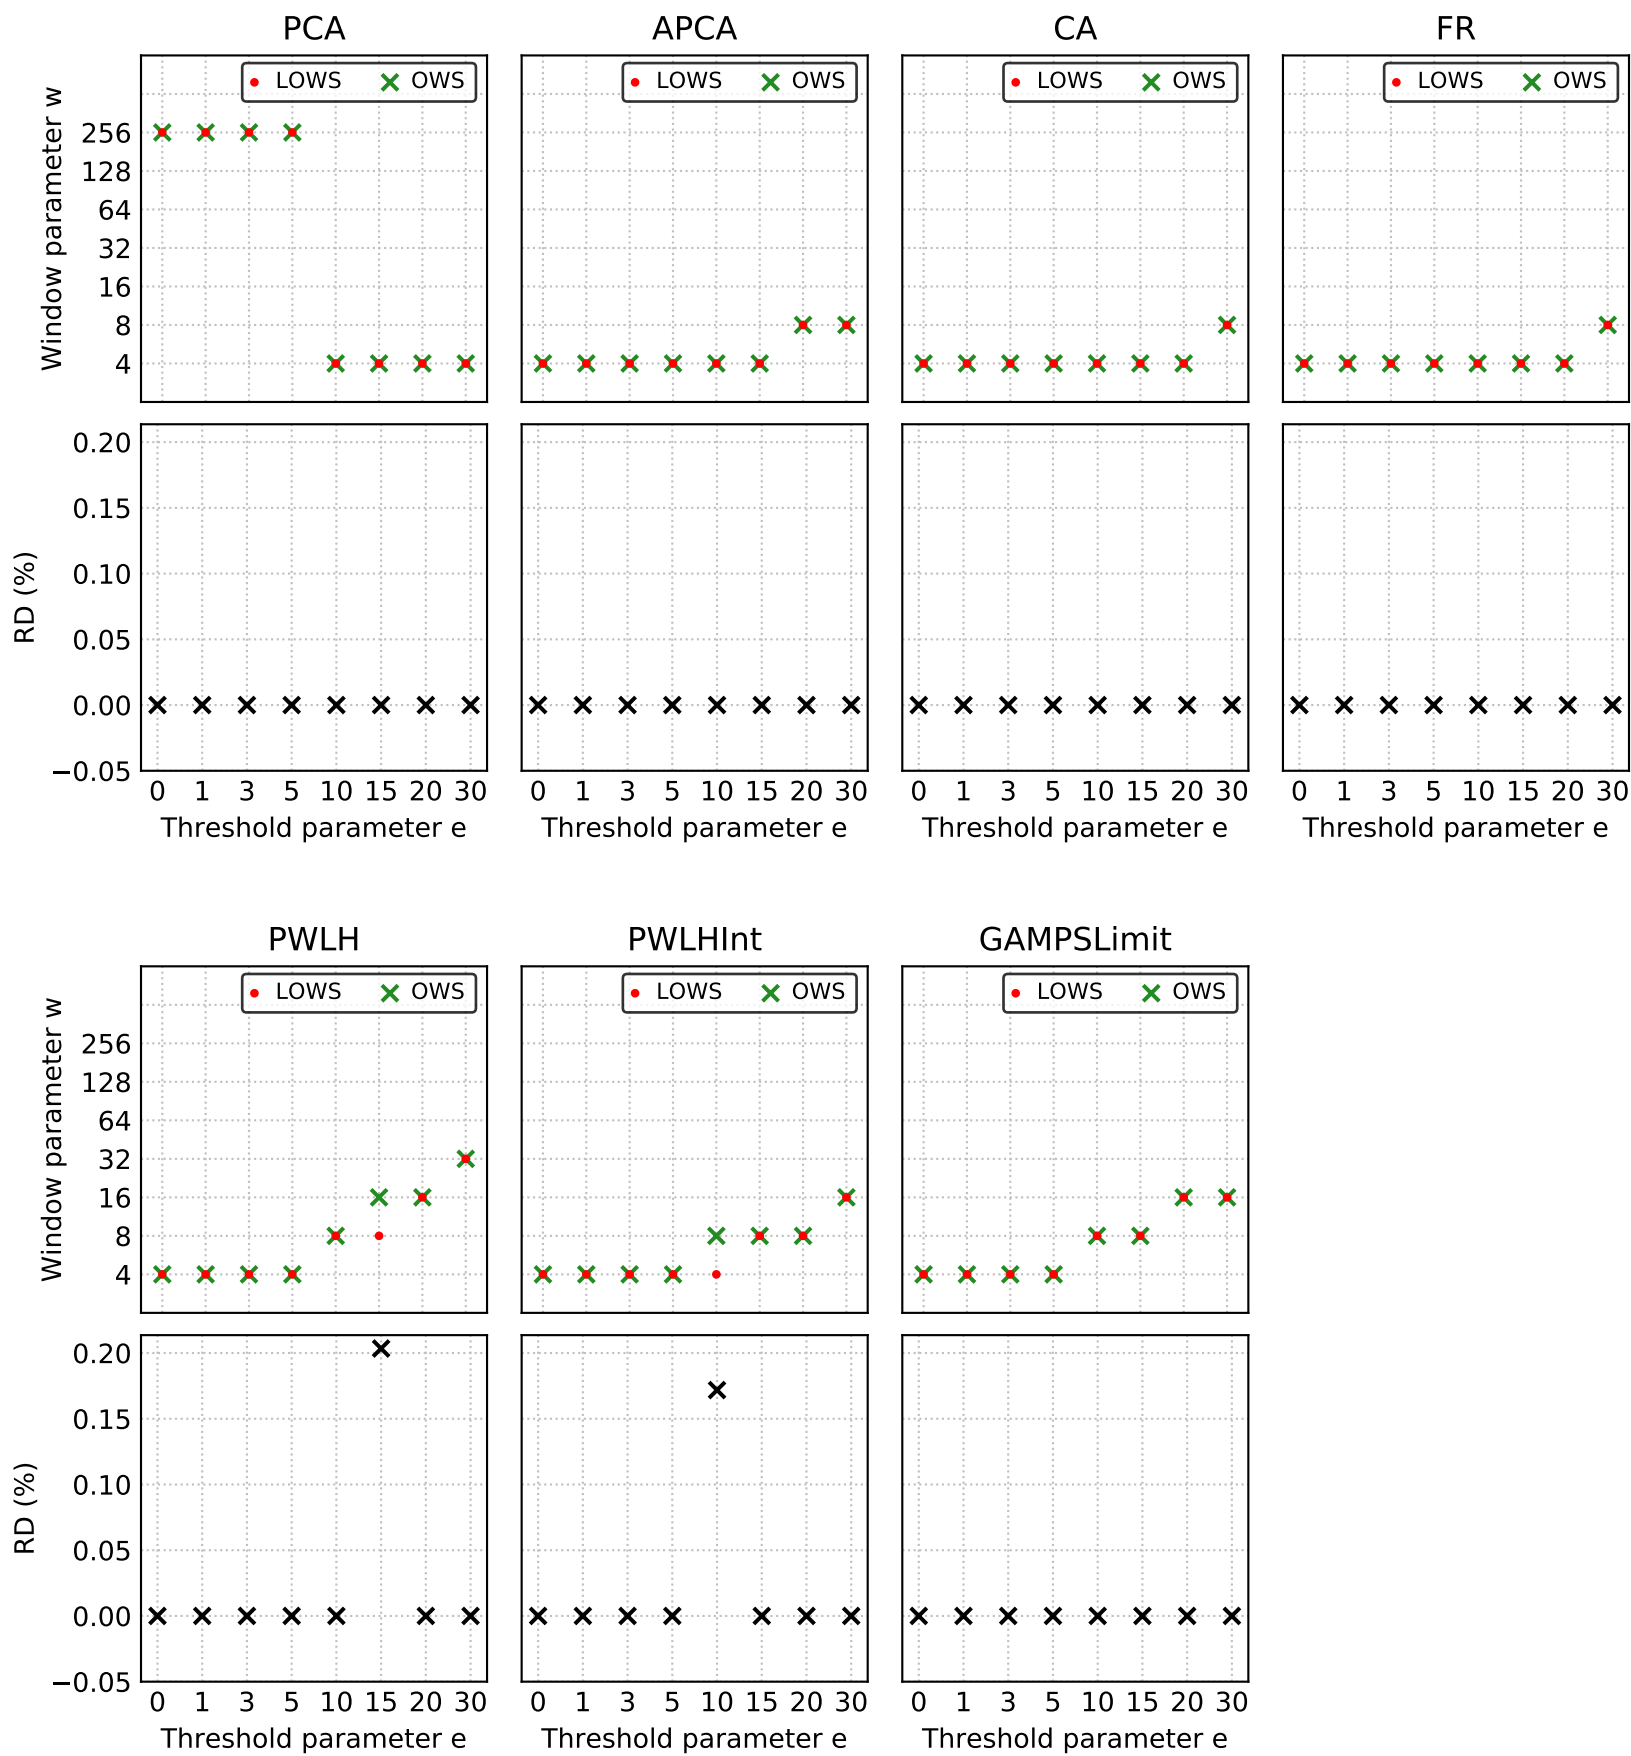 PCA APCA CA FR
LOWS OWS LOWS OWS LOWS OWS LOWS OWS
Window parameter w
256
128
64
32
16
8
4
RD (%)
0.20
0.15
0.10
0.05
0.00
−0.05
0 1 3 5 10 15 20 30 0 1 3 5 10 15 20 30 0 1 3 5 10 15 20 30 0 1 3 5 10 15 20 30
Threshold parameter e Threshold parameter e Threshold parameter e Threshold parameter e
PWLH PWLHInt GAMPSLimit
LOWS OWS LOWS OWS LOWS OWS
Window parameter w
256
128
64
32
16
8
4
RD (%)
0.20
0.15
0.10
0.05
0.00
−0.05
0 1 3 5 10 15 20 30 0 1 3 5 10 15 20 30 0 1 3 5 10 15 20 30
Threshold parameter e Threshold parameter e Threshold parameter e